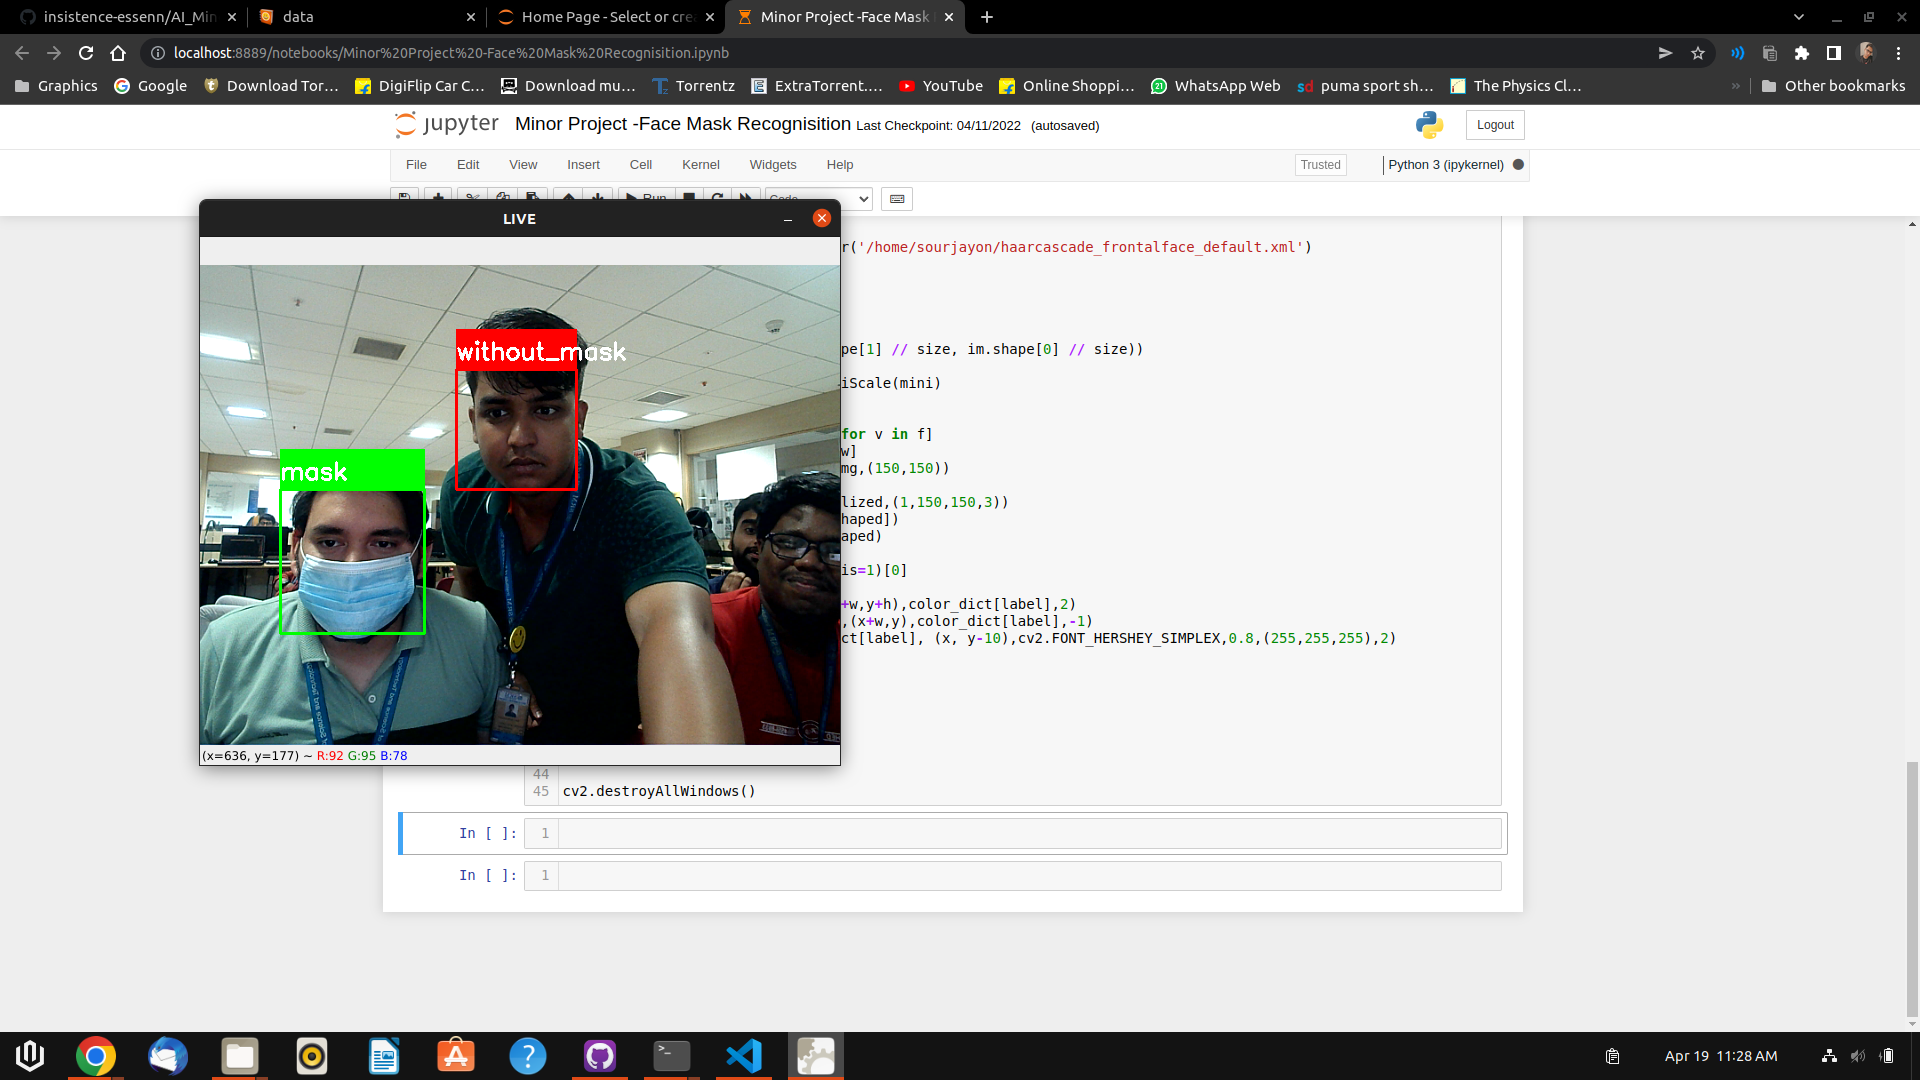 insistence-essenn/AI_Min
data
Home Page - Select or cre
Minor Project -Face Mask
localhost:8889/notebooks/Minor%20Project%20-Face%20Mask%20Recognisition.ipynb
Graphics
Google
Download Tor…
DigiFlip Car C…
Download mu…
Torrentz
ExtraTorrent.…
YouTube
Online Shoppi…
WhatsApp Web
puma sport sh…
The Physics Cl…
Other bookmarks
jupyter Minor Project -Face Mask Recognisition Last Checkpoint: 04/11/2022 (autosaved)
Logout
File Edit View Insert Cell Kernel Widgets Help
Trusted
Python 3 (ipykernel)
Run
Code
LIVE
r('/home/sourjayon/haarcascade_frontalface_default.xml')
pe[1] // size, im.shape[0] // size))
iScale(mini)
for v in f]
w]
mg,(150,150))
lized,(1,150,150,3))
haped])
aped)
is=1)[0]
+w,y+h),color_dict[label],2)
,(x+w,y),color_dict[label],-1)
ct[label], (x, y-10),cv2.FONT_HERSHEY_SIMPLEX,0.8,(255,255,255),2)
without_mask
mask
(x=636, y=177) ~ R:92 G:95 B:78
44
45 cv2.destroyAllWindows()
In [ ]: 1
In [ ]: 1
Apr 19 11:28 AM